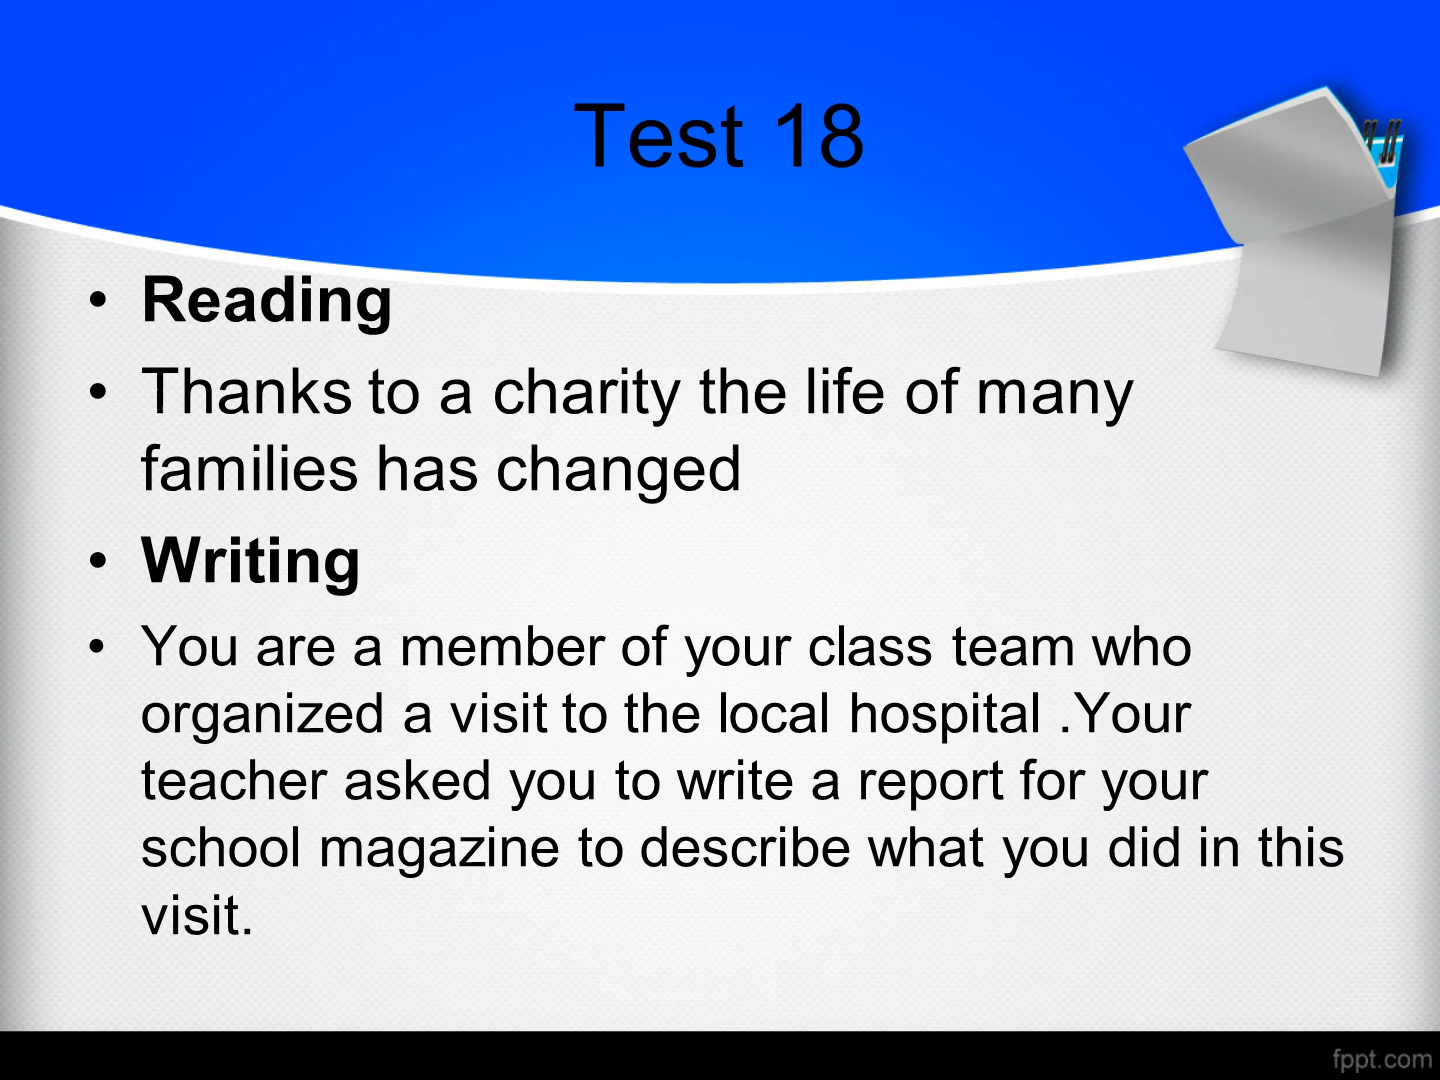 Test 18
• Reading
• Thanks to a charity the life of many
families has changed
• Writing
• You are a member of your class team who
organized a visit to the local hospital .Your
teacher asked you to write a report for your
school magazine to describe what you did in this
visit.
fppt.com